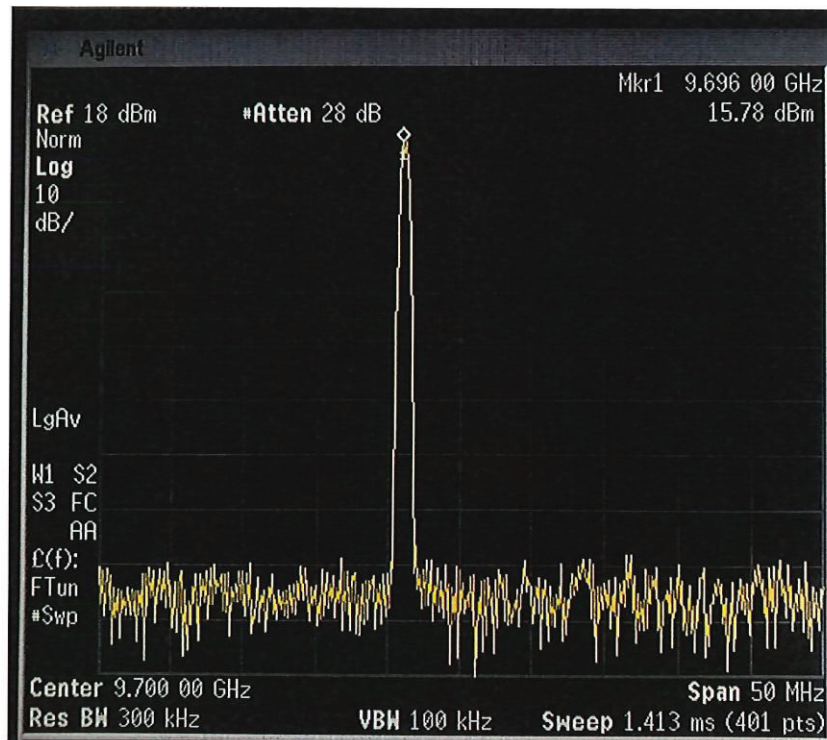 Agilent
Mkr1 9.696 00 GHz
Ref 18 dBm #Atten 28 dB 15.78 dBm
Norm
Log
10
dB/
LgAv
W1 S2
S3 FC
AA
£(f):
FTun
#Swp
Center 9.700 00 GHz Span 50 MHz
Res BW 300 kHz VBW 100 kHz Sweep 1.413 ms (401 pts)